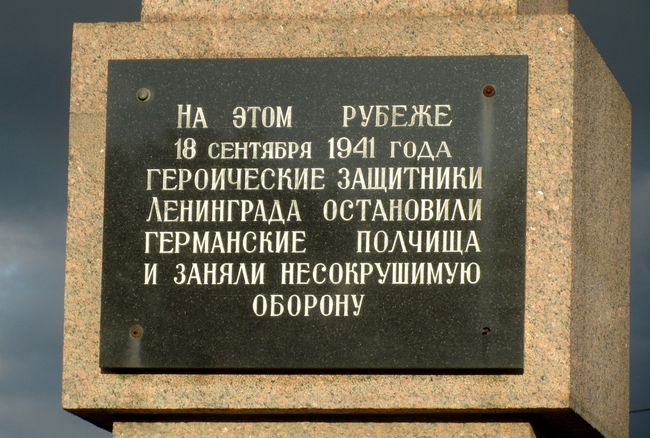 На этом рубеже
18 сентября 1941 года
героические защитники
Ленинграда остановили
германские полчища
и заняли несокрушимую
оборону